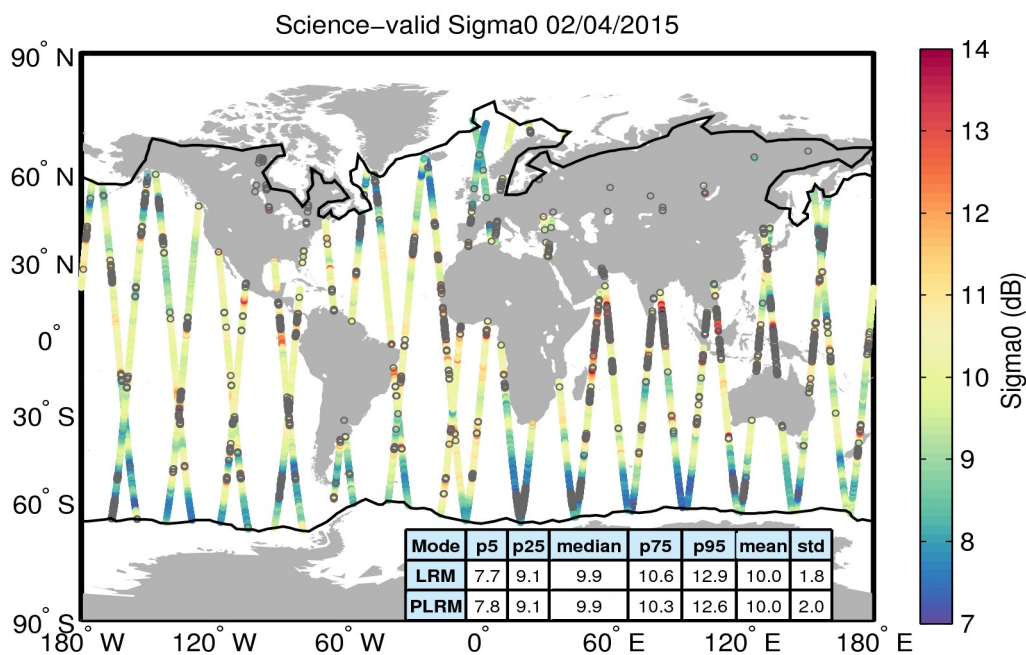 Science−valid Sigma0 02/04/2015
90° N
60° N
30° N
0°
30° S
60° S
90° S
180° W
120° W
60° W
0°
60° E
120° E
180° E
14
13
12
11
10
9
8
7
Sigma0 (dB)
Mode p5 p25 median p75 p95 mean std
LRM 7.7 9.1 9.9 10.6 12.9 10.0 1.8
PLRM 7.8 9.1 9.9 10.3 12.6 10.0 2.0